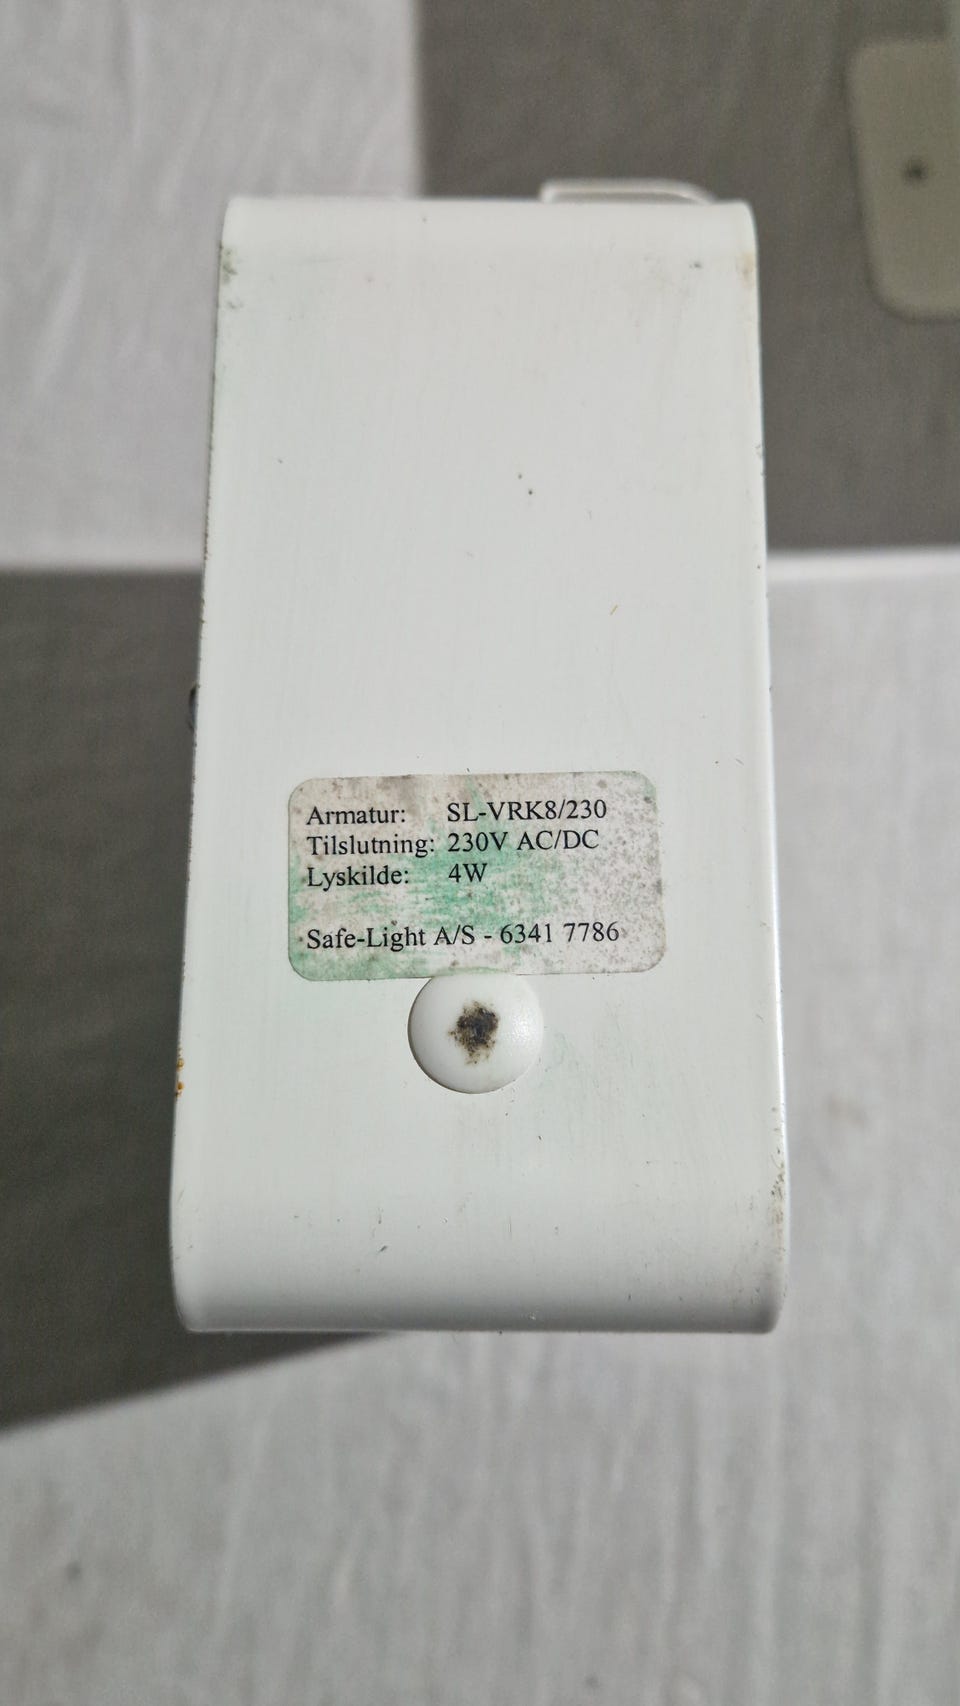 Armatur: SL-VRK8/230
Tilslutning: 230V AC/DC
Lyskilde: 4W
Safe-Light A/S - 6341 7786